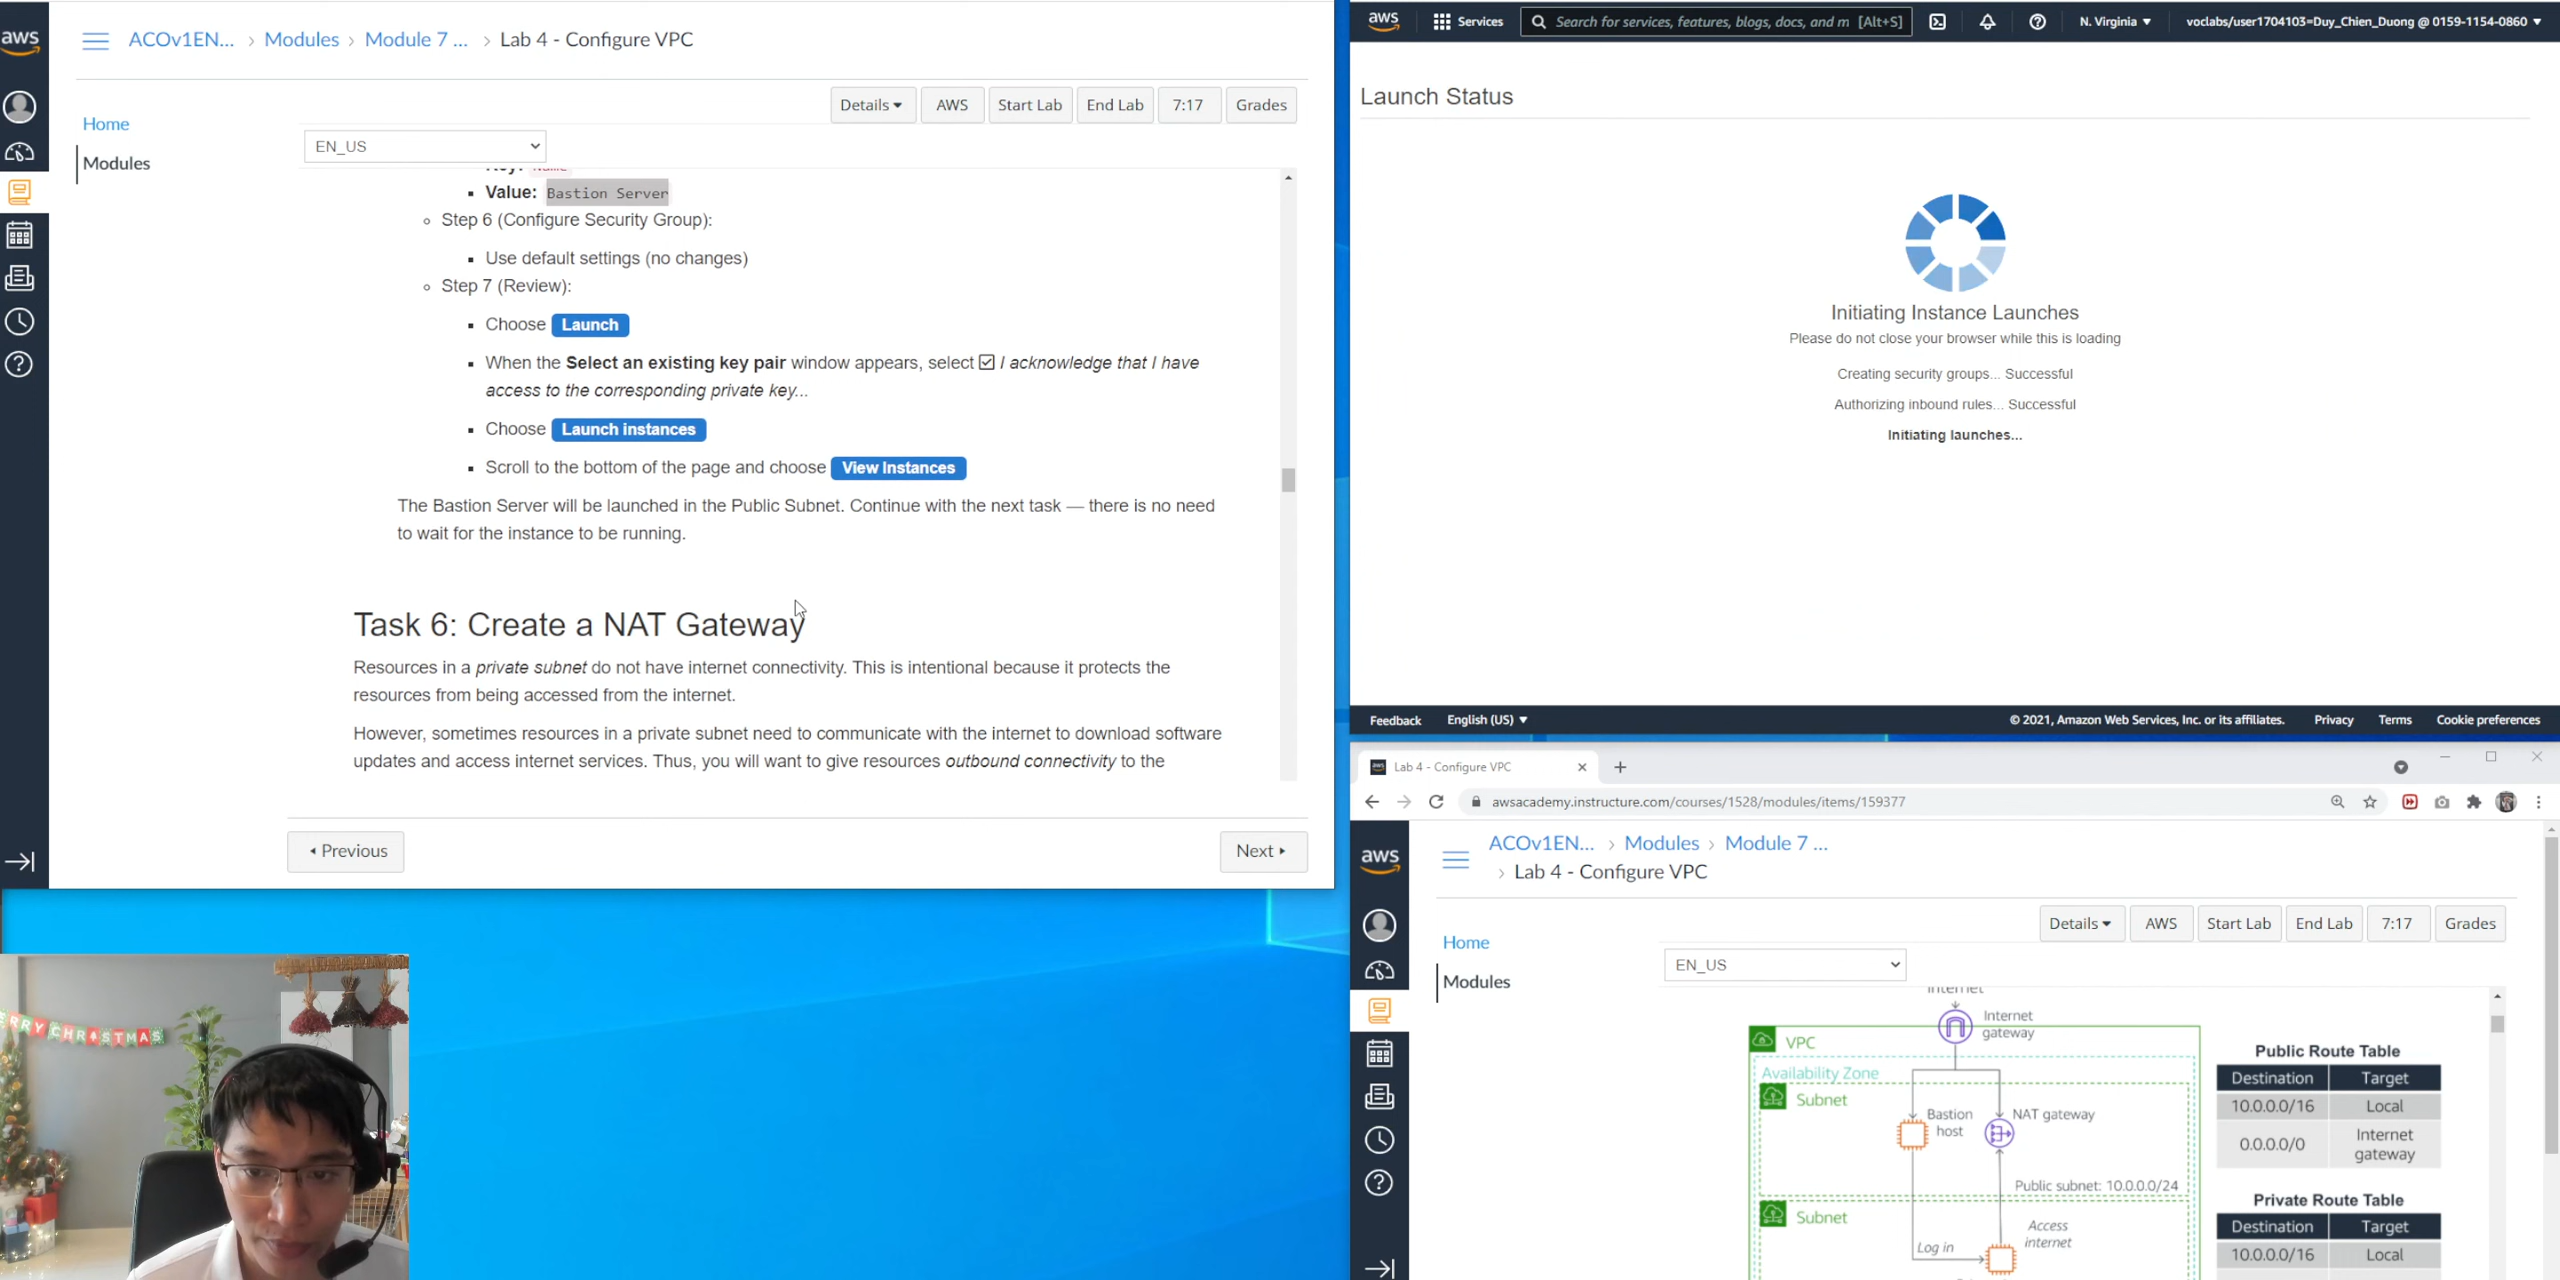 aws
ACOv1EN... › Modules › Module 7 ... › Lab 4 - Configure VPC
Home
Modules
Details AWS Start Lab End Lab 7:17 Grades
EN_US
Key: Name
Value: Bastion Server
Step 6 (Configure Security Group):
Use default settings (no changes)
Step 7 (Review):
Choose Launch
When the Select an existing key pair window appears, select I acknowledge that I have
access to the corresponding private key...
Choose Launch instances
Scroll to the bottom of the page and choose View Instances
The Bastion Server will be launched in the Public Subnet. Continue with the next task — there is no need
to wait for the instance to be running.
Task 6: Create a NAT Gateway
Resources in a private subnet do not have internet connectivity. This is intentional because it protects the
resources from being accessed from the internet.
However, sometimes resources in a private subnet need to communicate with the internet to download software
updates and access internet services. Thus, you will want to give resources outbound connectivity to the
Previous
Next
aws Services Search for services, features, blogs, docs, and m [Alt+S] N. Virginia voclabs/user1704103=Duy_Chien_Duong @ 0159-1154-0860
Launch Status
Initiating Instance Launches
Please do not close your browser while this is loading
Creating security groups... Successful
Authorizing inbound rules... Successful
Initiating launches...
Feedback English (US) © 2021, Amazon Web Services, Inc. or its affiliates. Privacy Terms Cookie preferences
Lab 4 - Configure VPC
awsacademy.instructure.com/courses/1528/modules/items/159377
aws
ACOv1EN... › Modules › Module 7 ...
› Lab 4 - Configure VPC
Home
Modules
Details AWS Start Lab End Lab 7:17 Grades
EN_US
Internet
Internet
gateway
VPC
Availability Zone
Subnet
Bastion
host
NAT gateway
Public subnet: 10.0.0.0/24
Subnet
Access
internet
Log in
Public Route Table
Destination Target
10.0.0.0/16 Local
0.0.0.0/0 Internet
gateway
Private Route Table
Destination Target
10.0.0.0/16 Local
RRY CHRISTMAS